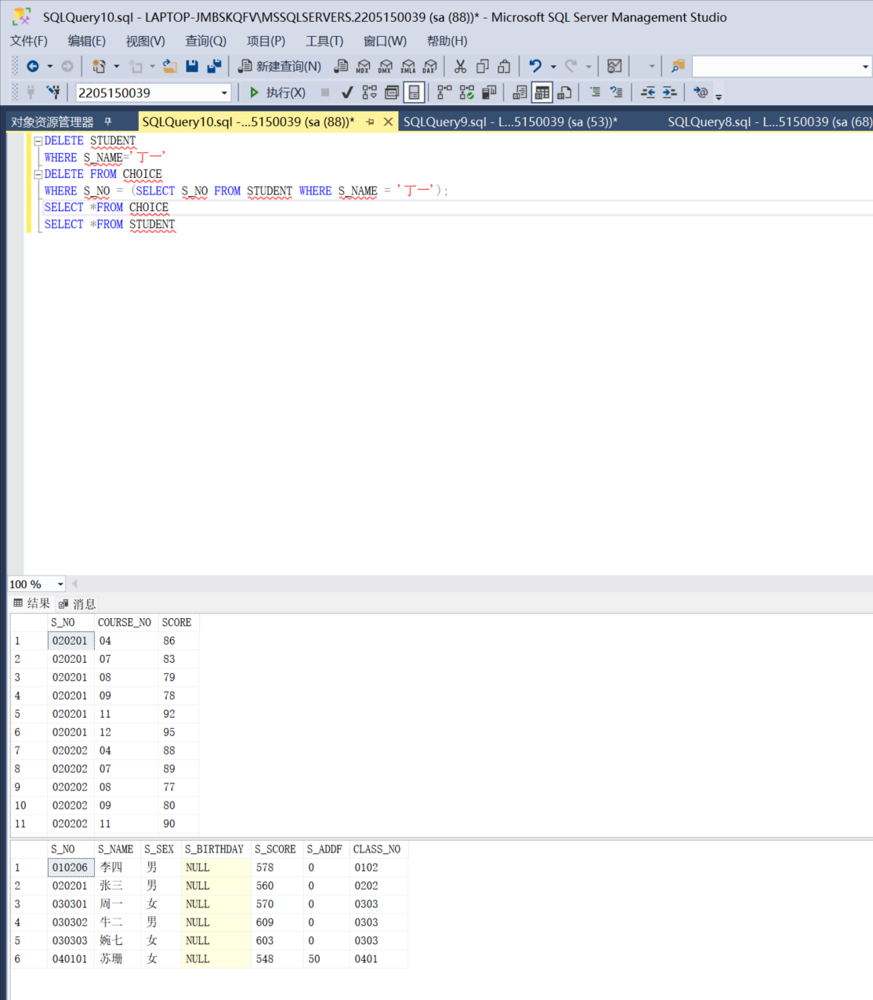 SQLQuery10.sql - LAPTOP-JMBSKQFV\MSSQLSERVERS.2205150039 (sa (88))* - Microsoft SQL Server Management Studio
文件(F) 编辑(E) 视图(V) 查询(Q) 项目(P) 工具(T) 窗口(W) 帮助(H)
新建查询(N) MDX DMX XMLA DAX
2205150039 执行(X)
对象资源管理器 SQLQuery10.sql -...5150039 (sa (88))* SQLQuery9.sql - L...5150039 (sa (53))* SQLQuery8.sql - L...5150039 (sa (68)
DELETE STUDENT
WHERE S_NAME='丁一'
DELETE FROM CHOICE
WHERE S_NO = (SELECT S_NO FROM STUDENT WHERE S_NAME = '丁一');
SELECT *FROM CHOICE
SELECT *FROM STUDENT
100 %
结果 消息
S_NO COURSE_NO SCORE
1 020201 04 86
2 020201 07 83
3 020201 08 79
4 020201 09 78
5 020201 11 92
6 020201 12 95
7 020202 04 88
8 020202 07 89
9 020202 08 77
10 020202 09 80
11 020202 11 90
S_NO S_NAME S_SEX S_BIRTHDAY S_SCORE S_ADDF CLASS_NO
1 010206 李四 男 NULL 578 0 0102
2 020201 张三 男 NULL 560 0 0202
3 030301 周一 女 NULL 570 0 0303
4 030302 牛二 男 NULL 609 0 0303
5 030303 婉七 女 NULL 603 0 0303
6 040101 苏珊 女 NULL 548 50 0401